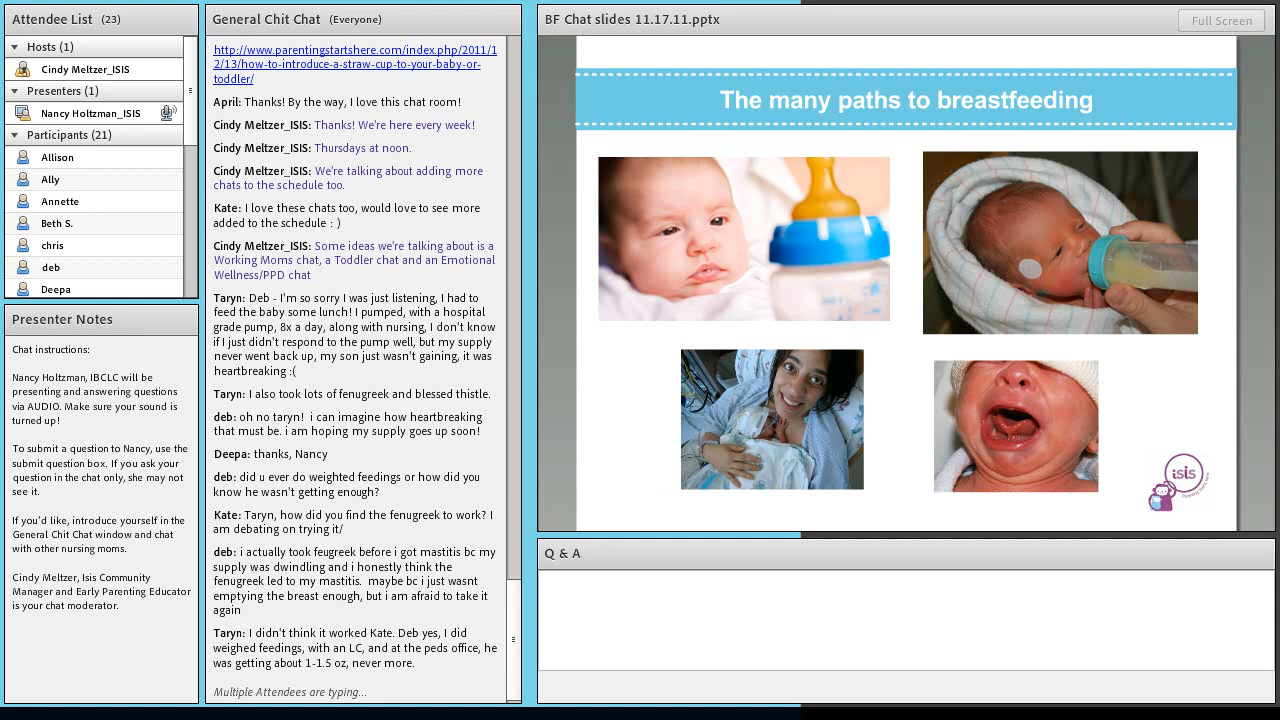 Attendee List (23)
Hosts (1)
Cindy Meltzer_ISIS
Presenters (1)
Nancy Holtzman_ISIS
Participants (21)
Allison
Ally
Annette
Beth S.
chris
deb
Deepa
Presenter Notes
Chat instructions:
Nancy Holtzman, IBCLC will be
presenting and answering questions
via AUDIO. Make sure your sound is
turned up!
To submit a question to Nancy, use the
submit question box. If you ask your
question in the chat only, she may not
see it.
If you'd like, introduce yourself in the
General Chit Chat window and chat
with other nursing moms.
Cindy Meltzer, Isis Community
Manager and Early Parenting Educator
is your chat moderator.
General Chit Chat (Everyone)
http://www.parentingstartshere.com/index.php/2011/1
2/13/how-to-introduce-a-straw-cup-to-your-baby-or-
toddler/
April: Thanks! By the way, I love this chat room!
Cindy Meltzer_ISIS: Thanks! We're here every week!
Cindy Meltzer_ISIS: Thursdays at noon.
Cindy Meltzer_ISIS: We're talking about adding more
chats to the schedule too.
Kate: I love these chats too, would love to see more
added to the schedule : )
Cindy Meltzer_ISIS: Some ideas we're talking about is a
Working Moms chat, a Toddler chat and an Emotional
Wellness/PPD chat
Taryn: Deb - I'm so sorry I was just listening, I had to
feed the baby some lunch! I pumped, with a hospital
grade pump, 8x a day, along with nursing, I don't know
if I just didn't respond to the pump well, but my supply
never went back up, my son just wasn't gaining, it was
heartbreaking :(
Taryn: I also took lots of fenugreek and blessed thistle.
deb: oh no taryn! i can imagine how heartbreaking
that must be. i am hoping my supply goes up soon!
Deepa: thanks, Nancy
deb: did u ever do weighted feedings or how did you
know he wasn't getting enough?
Kate: Taryn, how did you find the fenugreek to work? I
am debating on trying it/
deb: i actually took feugreek before i got mastitis bc my
supply was dwindling and i honestly think the
fenugreek led to my mastitis. maybe bc i just wasnt
emptying the breast enough, but i am afraid to take it
again
Taryn: I didn't think it worked Kate. Deb yes, I did
weighed feedings, with an LC, and at the peds office, he
was getting about 1-1.5 oz, never more.
Multiple Attendees are typing...
BF Chat slides 11.17.11.pptx
Full Screen
The many paths to breastfeeding
isis
Q & A